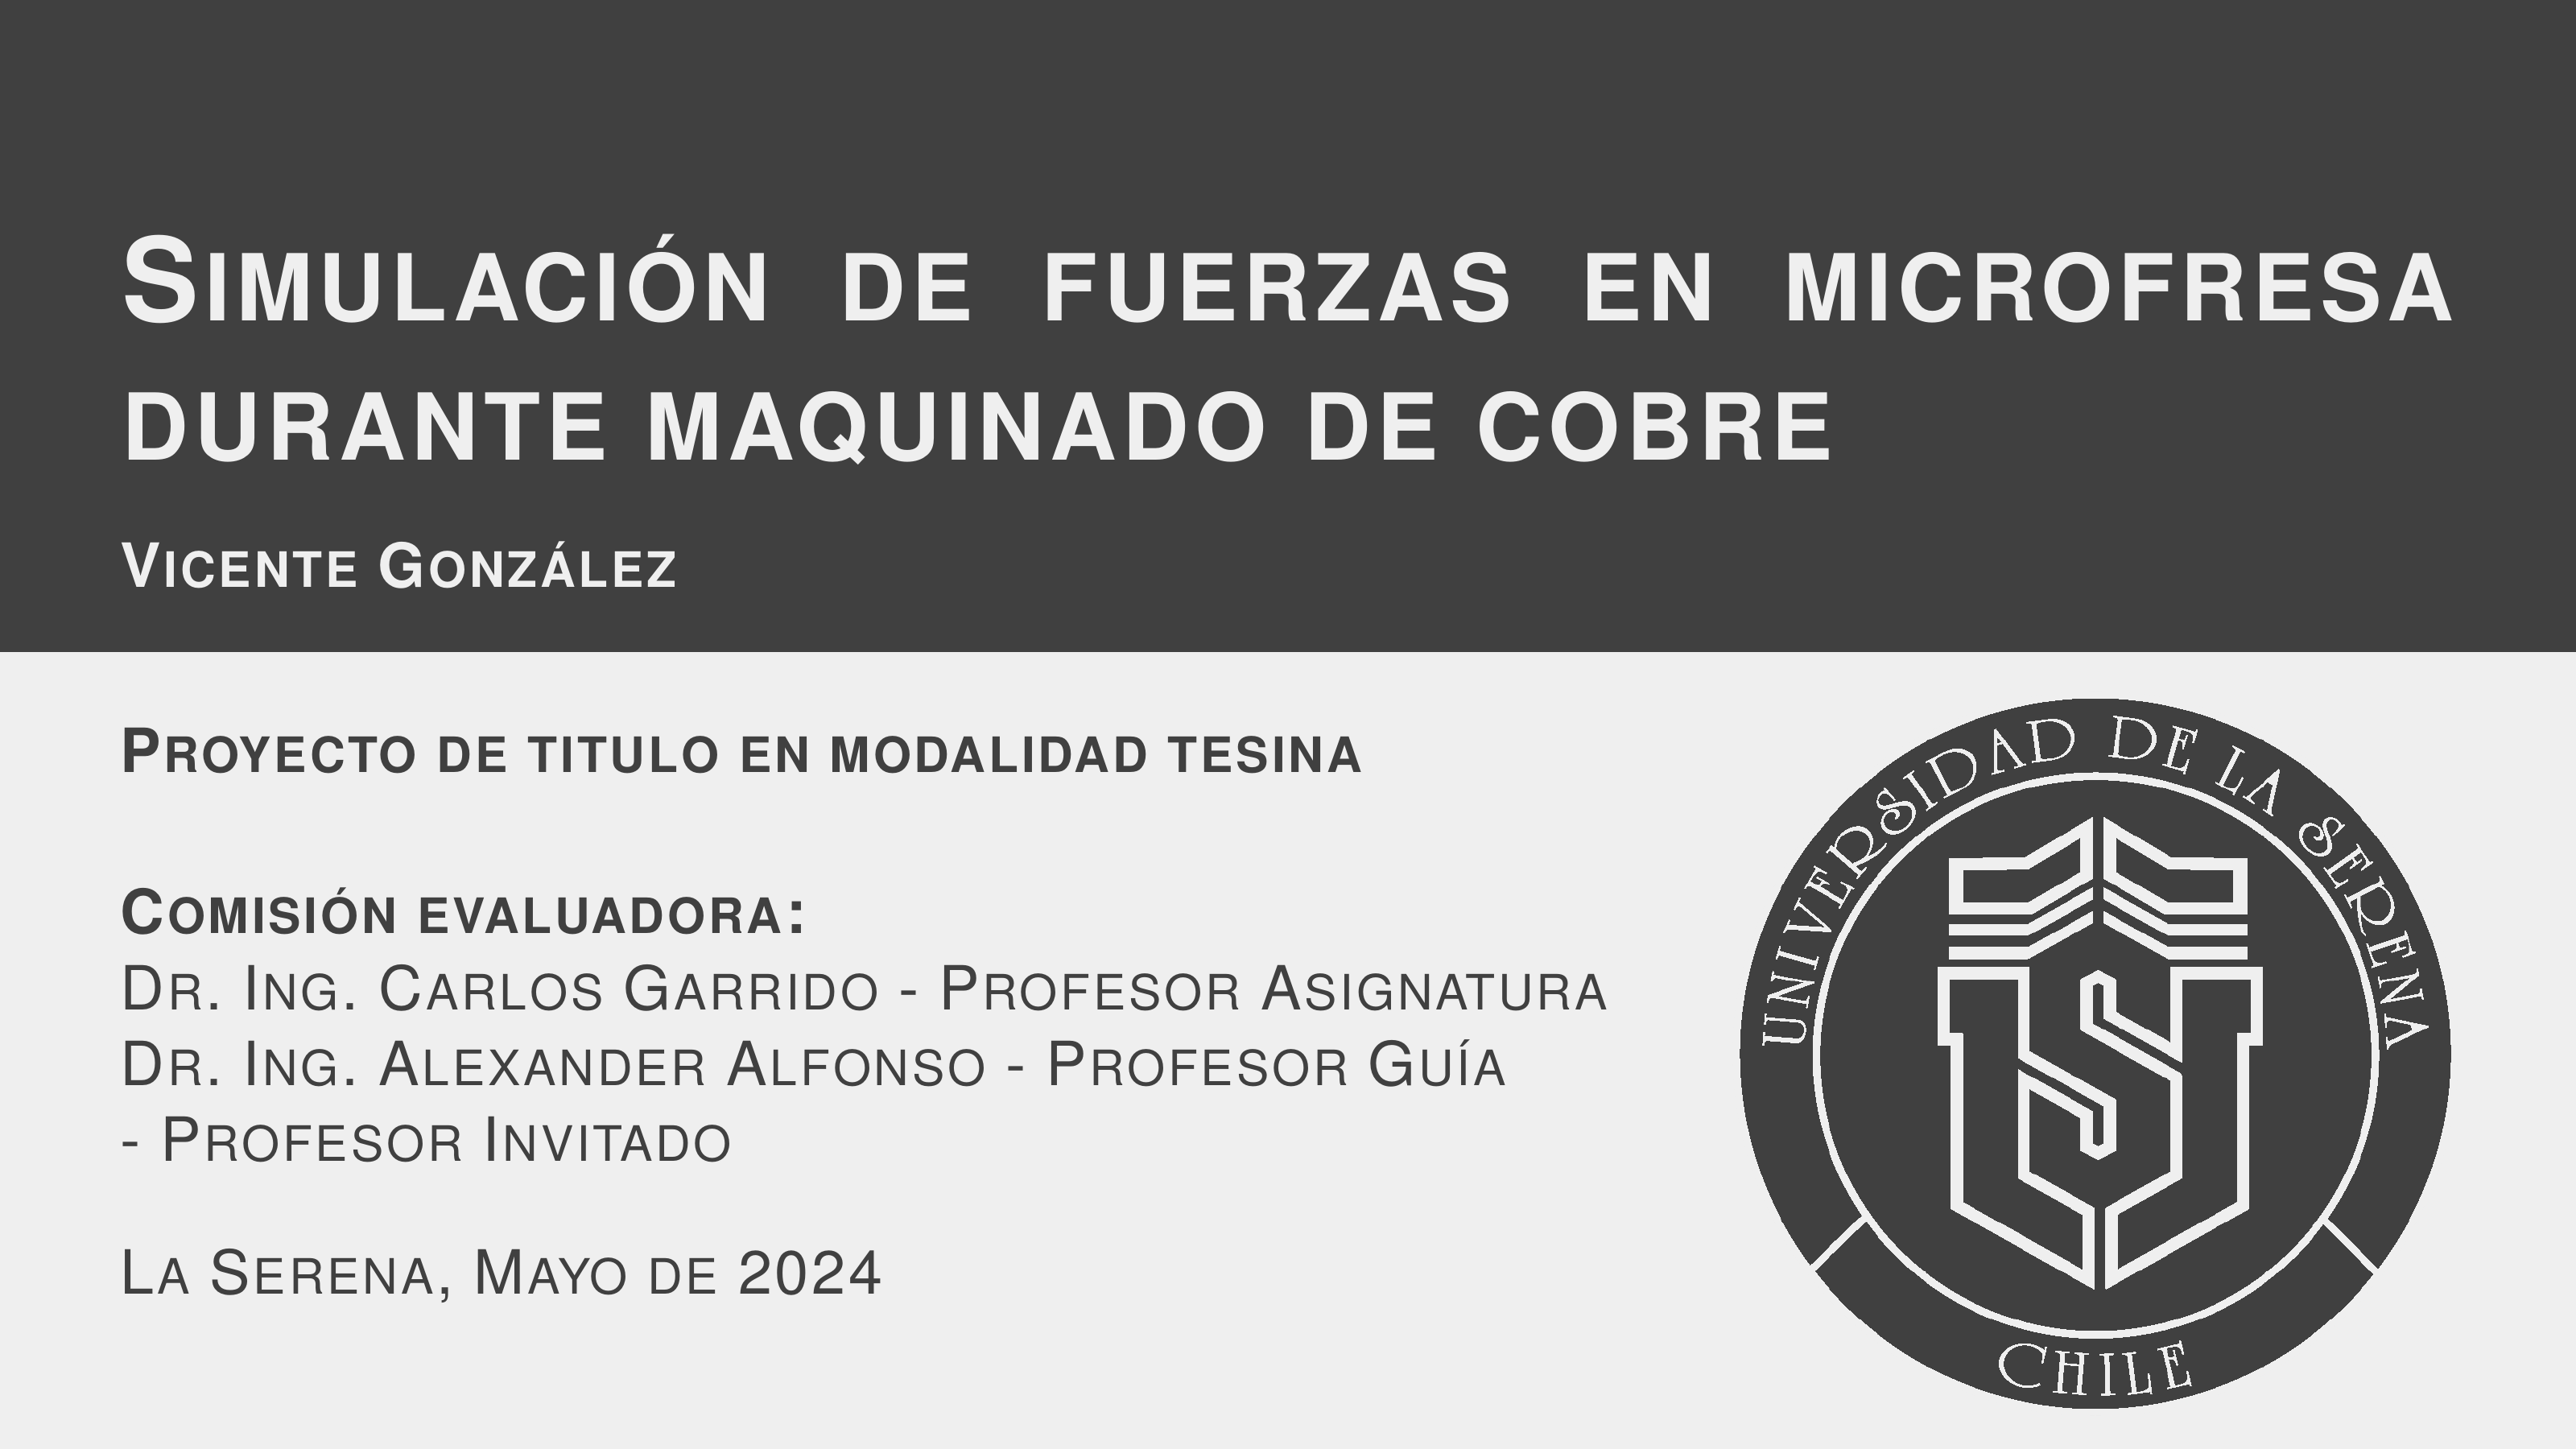 Simulación de fuerzas en microfresa
durante maquinado de cobre
Vicente González
Proyecto de titulo en modalidad tesina
Comisión evaluadora:
Dr. Ing. Carlos Garrido - Profesor Asignatura
Dr. Ing. Alexander Alfonso - Profesor Guía
- Profesor Invitado
La Serena, Mayo de 2024
UNIVERSIDAD DE LA SERENA
CHILE